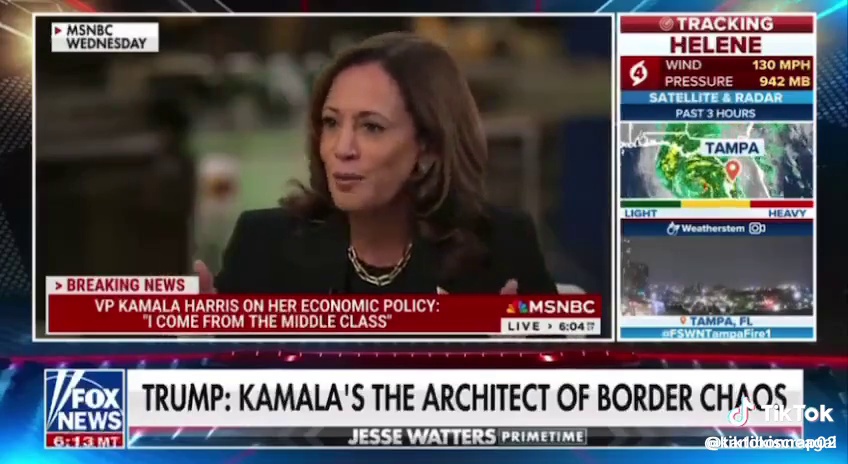 MSNBC
WEDNESDAY
BREAKING NEWS
VP KAMALA HARRIS ON HER ECONOMIC POLICY:
"I COME FROM THE MIDDLE CLASS"
MSNBC
LIVE > 6:04 ET
TRACKING
HELENE
4
WIND 130 MPH
PRESSURE 942 MB
SATELLITE & RADAR
PAST 3 HOURS
TAMPA
LIGHT HEAVY
Weatherstem
TAMPA, FL
@FSWNTampaFire1
FOX
NEWS
6:13 MT
TRUMP: KAMALA'S THE ARCHITECT OF BORDER CHAOS
JESSE WATTERS PRIMETIME
TikTok